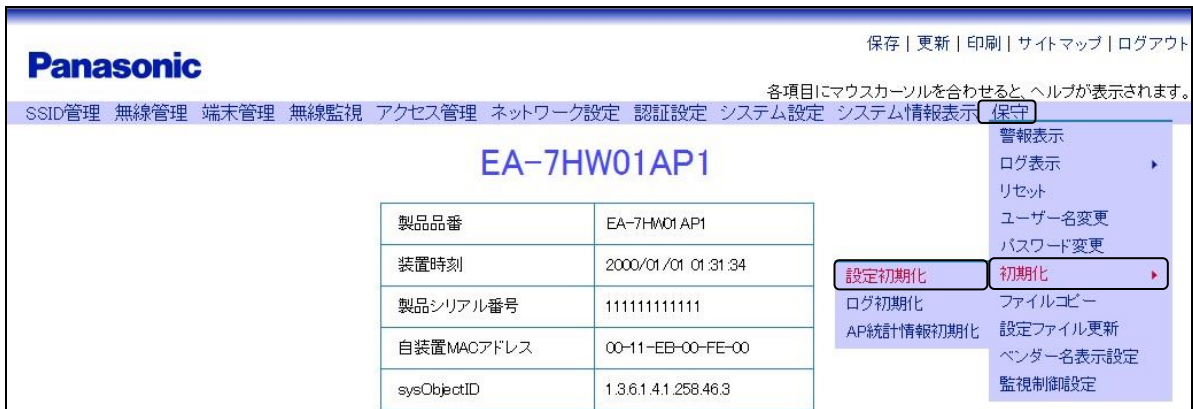 保存 | 更新 | 印刷 | サイトマップ | ログアウト
Panasonic
各項目にマウスカーソルを合わせると、ヘルプが表示されます。
SSID管理 無線管理 端末管理 無線監視 アクセス管理 ネットワーク設定 認証設定 システム設定 システム情報表示 保守
EA-7HW01AP1
製品品番 EA-7HW01AP1
装置時刻 2000/01/01 01:31:34
製品シリアル番号 111111111111
自装置MACアドレス 00-11-EB-00-FE-00
sysObjectID 1.3.6.1.4.1.258.46.3
警報表示
ログ表示
リセット
ユーザー名変更
パスワード変更
初期化
ファイルコピー
設定ファイル更新
ベンダー名表示設定
監視制御設定
設定初期化
ログ初期化
AP統計情報初期化